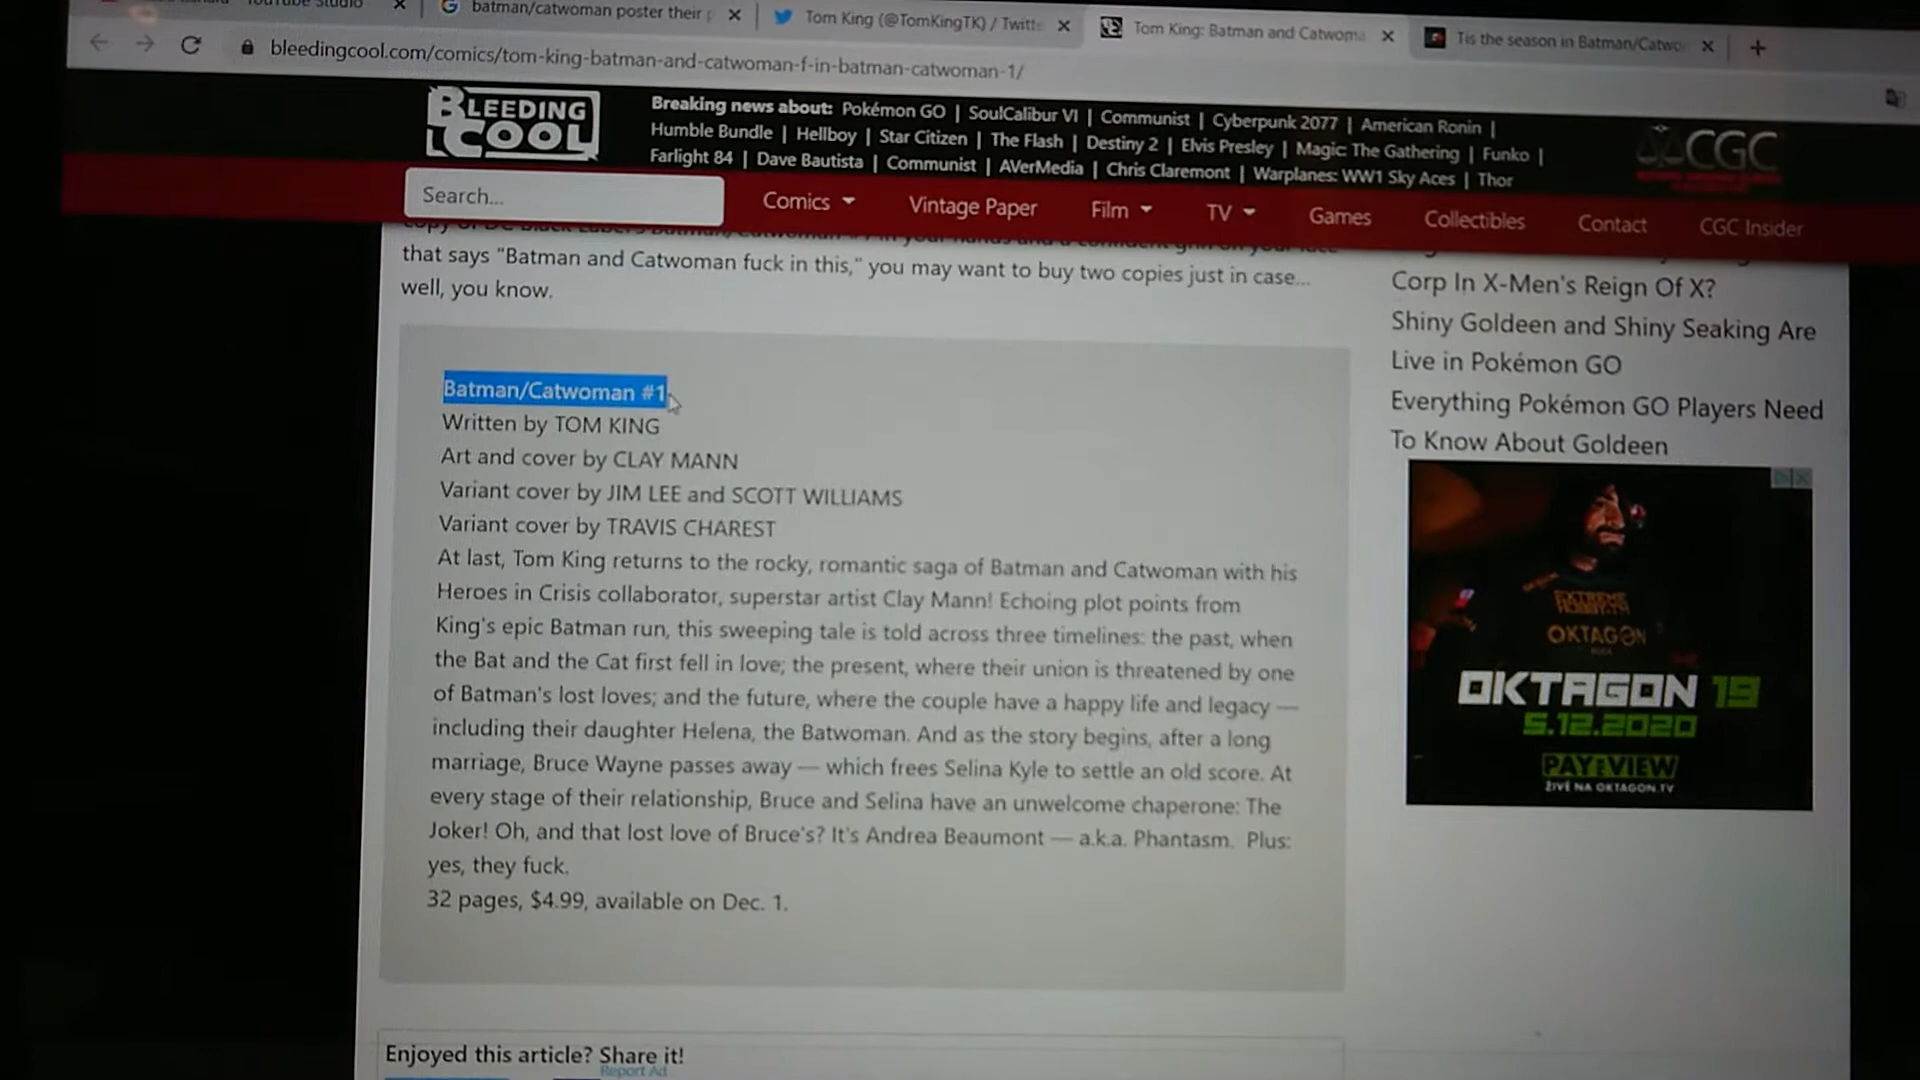 YouTube Studio
batman/catwoman poster their
Tom King (@TomKingTK) / Twitte
Tom King: Batman and Catwoma
Tis the season in Batman/Catwo
bleedingcool.com/comics/tom-king-batman-and-catwoman-f-in-batman-catwoman-1/
BLEEDING COOL
Breaking news about: Pokémon GO | SoulCalibur VI | Communist | Cyberpunk 2077 | American Ronin |
Humble Bundle | Hellboy | Star Citizen | The Flash | Destiny 2 | Elvis Presley | Magic: The Gathering | Funko |
Farlight 84 | Dave Bautista | Communist | AVerMedia | Chris Claremont | Warplanes: WW1 Sky Aces | Thor
CGC
Search...
Comics
Vintage Paper
Film
TV
Games
Collectibles
Contact
CGC Insider
that says "Batman and Catwoman fuck in this," you may want to buy two copies just in case...
well, you know.
Batman/Catwoman #1
Written by TOM KING
Art and cover by CLAY MANN
Variant cover by JIM LEE and SCOTT WILLIAMS
Variant cover by TRAVIS CHAREST
At last, Tom King returns to the rocky, romantic saga of Batman and Catwoman with his
Heroes in Crisis collaborator, superstar artist Clay Mann! Echoing plot points from
King's epic Batman run, this sweeping tale is told across three timelines: the past, when
the Bat and the Cat first fell in love; the present, where their union is threatened by one
of Batman's lost loves; and the future, where the couple have a happy life and legacy —
including their daughter Helena, the Batwoman. And as the story begins, after a long
marriage, Bruce Wayne passes away — which frees Selina Kyle to settle an old score. At
every stage of their relationship, Bruce and Selina have an unwelcome chaperone: The
Joker! Oh, and that lost love of Bruce's? It's Andrea Beaumont — a.k.a. Phantasm. Plus:
yes, they fuck.
32 pages, $4.99, available on Dec. 1.
Enjoyed this article? Share it!
Report Ad
Corp In X-Men's Reign Of X?
Shiny Goldeen and Shiny Seaking Are
Live in Pokémon GO
Everything Pokémon GO Players Need
To Know About Goldeen
OKTAGON
OKTAGON 19
5.12.2020
PAY PER VIEW
ŽIVĚ NA OKTAGON.TV